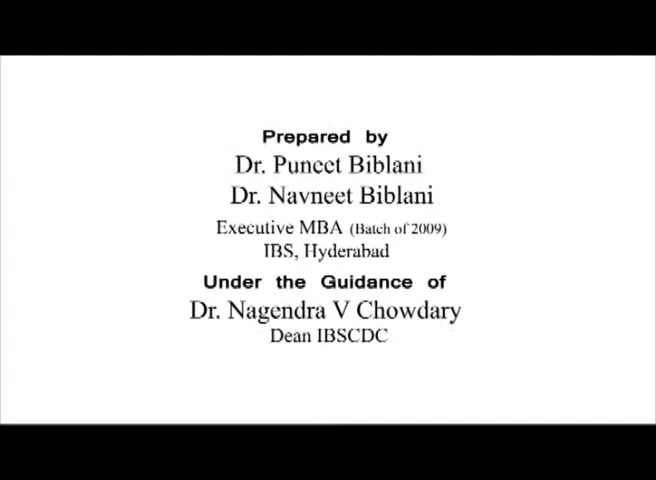 Prepared by
Dr. Puneet Biblani
Dr. Navneet Biblani
Executive MBA (Batch of 2009)
IBS, Hyderabad
Under the Guidance of
Dr. Nagendra V Chowdary
Dean IBSCDC